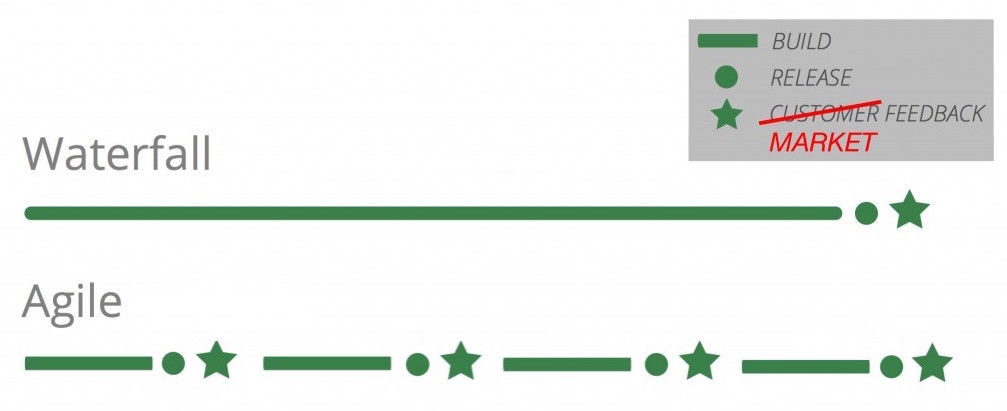 BUILD
RELEASE
CUSTOMER FEEDBACK
MARKET
Waterfall
Agile